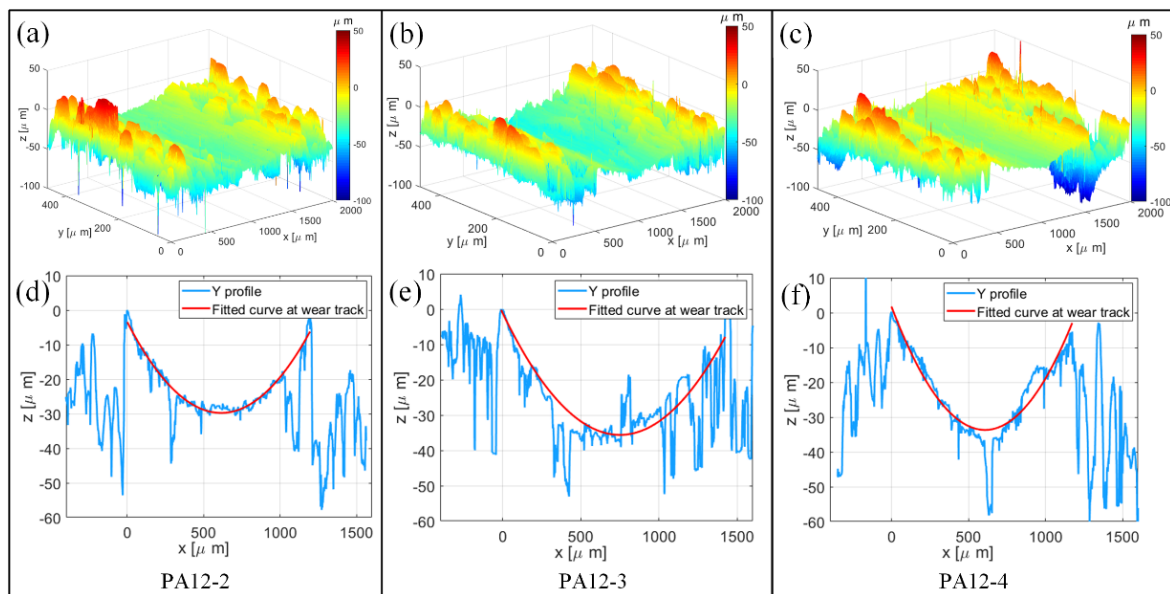 (a)
μ m
50
0
-50
-100
z [μ m]
50
0
-50
-100
400
200
0
y [μ m]
0
500
1000
1500
2000
x [μ m]
(b)
μ m
50
0
-50
-100
z [μ m]
50
0
-50
-100
400
200
0
y [μ m]
0
500
1000
1500
2000
x [μ m]
(c)
μ m
50
0
-50
-100
z [μ m]
50
0
-50
-100
400
200
0
y [μ m]
0
500
1000
1500
2000
x [μ m]
(d)
Y profile
Fitted curve at wear track
10
0
-10
-20
-30
-40
-50
-60
z [μ m]
0
500
1000
1500
x [μ m]
PA12-2
(e)
Y profile
Fitted curve at wear track
10
0
-10
-20
-30
-40
-50
-60
z [μ m]
0
500
1000
1500
x [μ m]
PA12-3
(f)
Y profile
Fitted curve at wear track
10
0
-10
-20
-30
-40
-50
-60
z [μ m]
0
500
1000
1500
x [μ m]
PA12-4